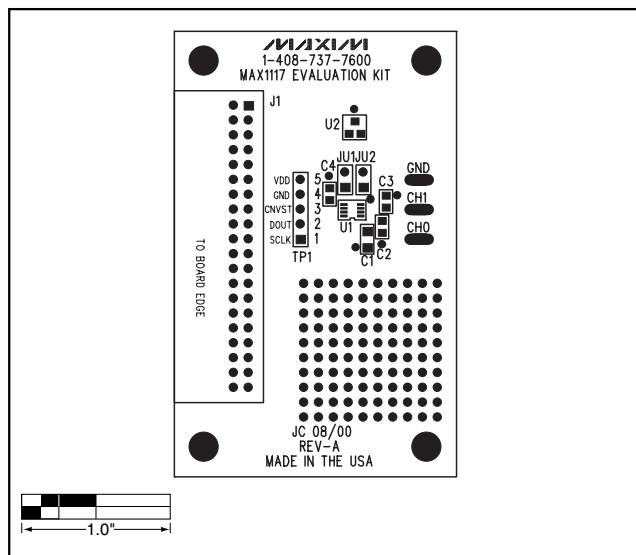 MAXIM
1-408-737-7600
MAX1117 EVALUATION KIT
J1
U2
C4
JU1 JU2
GND
VDD 5
GND 4
CNVST 3
DOUT 2
SCLK 1
TP1
C3
CH1
U1
CH0
C1
C2
TO BOARD EDGE
JC 08/00
REV-A
MADE IN THE USA
1.0"